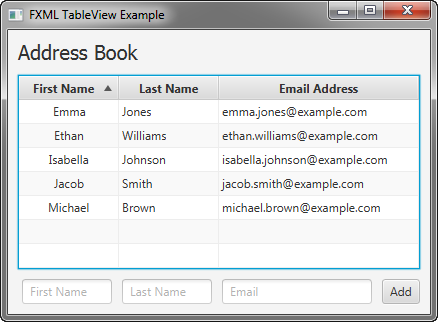 FXML TableView Example
Address Book
First Name Last Name Email Address
Emma Jones emma.jones@example.com
Ethan Williams ethan.williams@example.com
Isabella Johnson isabella.johnson@example.com
Jacob Smith jacob.smith@example.com
Michael Brown michael.brown@example.com
First Name Last Name Email Add